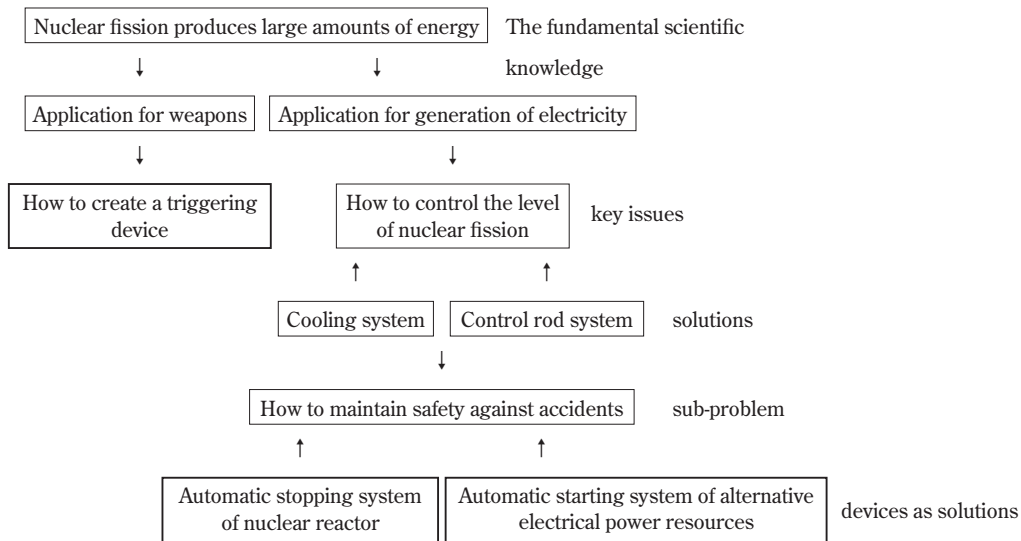 Nuclear fission produces large amounts of energy The fundamental scientific
knowledge
Application for weapons Application for generation of electricity
How to create a triggering
device
How to control the level
of nuclear fission
key issues
Cooling system Control rod system solutions
How to maintain safety against accidents sub-problem
Automatic stopping system
of nuclear reactor
Automatic starting system of alternative
electrical power resources
devices as solutions